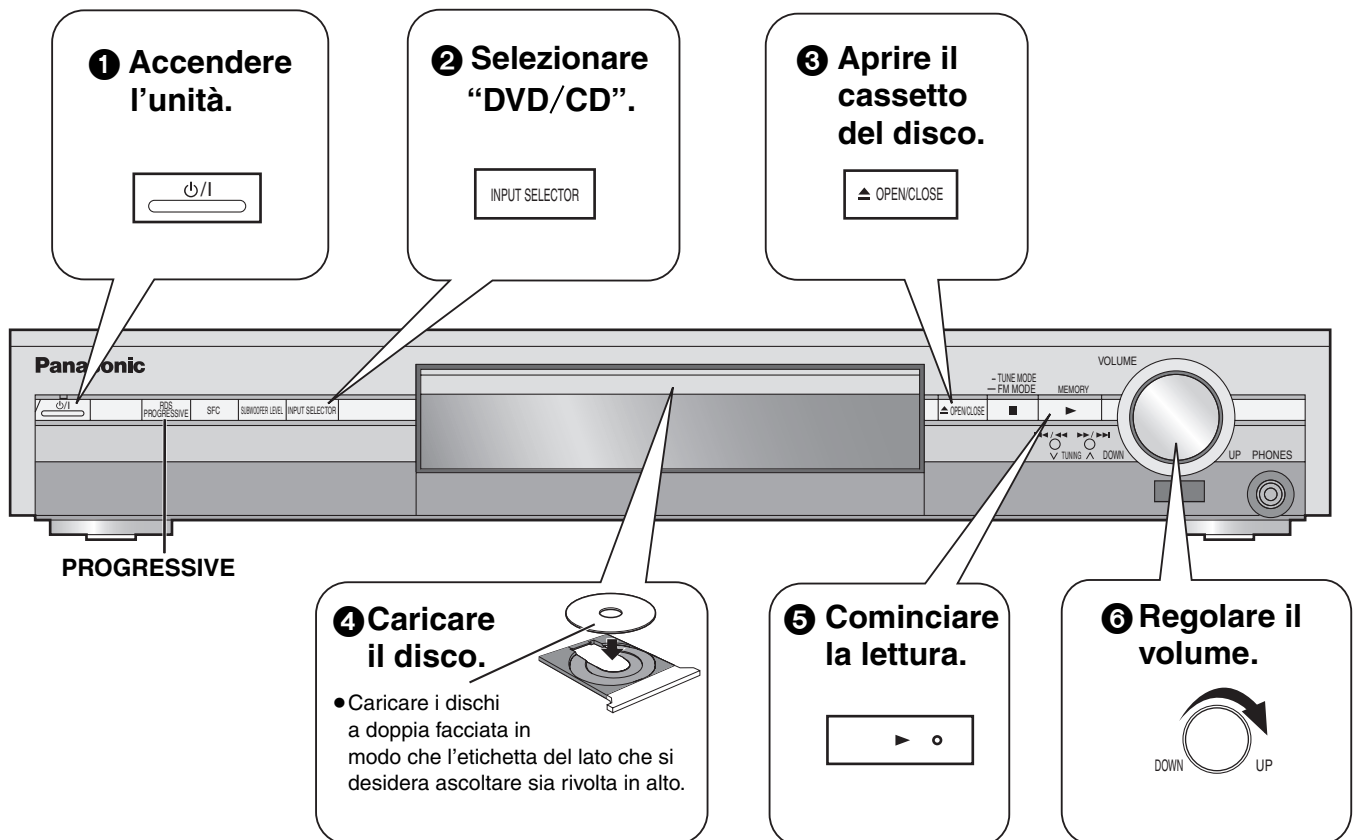 ❶ Accendere
l’unità.
⏻/I
❷ Selezionare
“DVD/CD”.
INPUT SELECTOR
❸ Aprire il
cassetto
del disco.
⏏ OPEN/CLOSE
Panasonic
⏻/I
RDS
PROGRESSIVE
SFC
SUBWOOFER LEVEL
INPUT SELECTOR
⏏ OPEN/CLOSE
– TUNE MODE
— FM MODE
■
MEMORY
►
VOLUME
|◄◄/◄◄ ►►/►►|
∨ TUNING ∧
DOWN
UP
PHONES
PROGRESSIVE
❹ Caricare
il disco.
●Caricare i dischi
a doppia facciata in
modo che l’etichetta del lato che si
desidera ascoltare sia rivolta in alto.
❺ Cominciare
la lettura.
►
❻ Regolare il
volume.
DOWN
UP